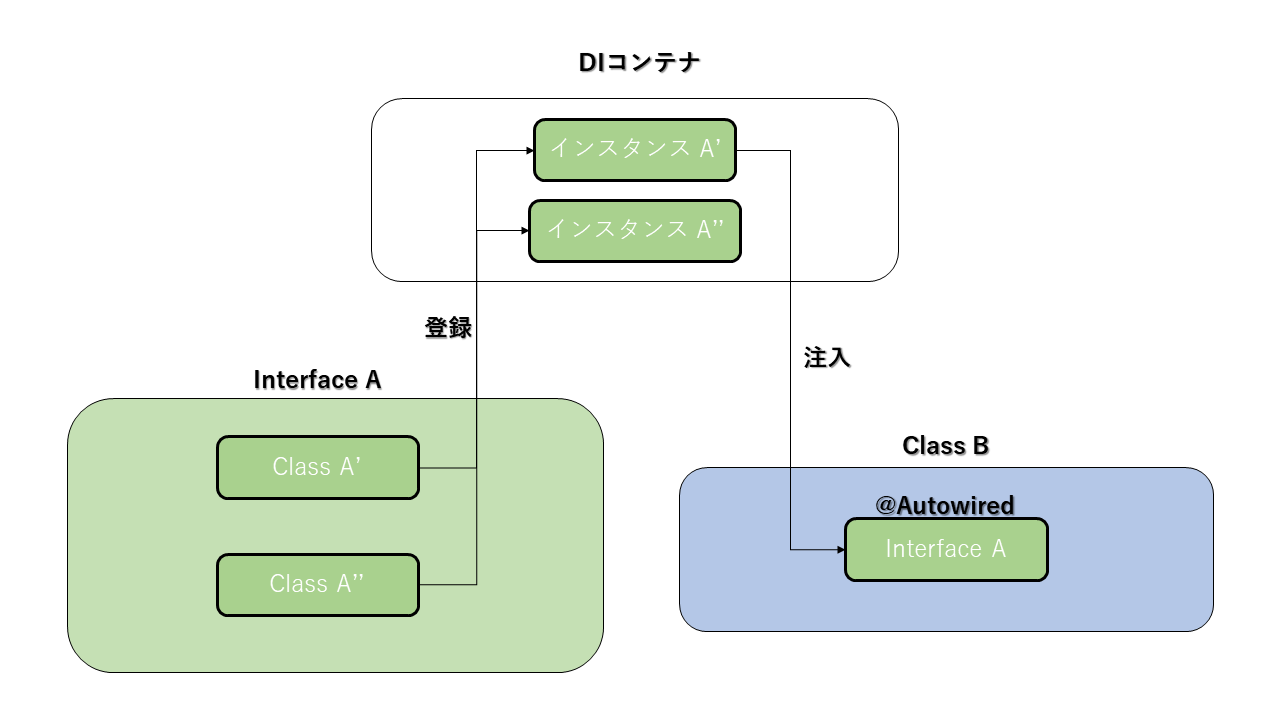 DIコンテナ
インスタンス A’
インスタンス A’’
登録
注入
Interface A
Class A’
Class A’’
Class B
@Autowired
Interface A